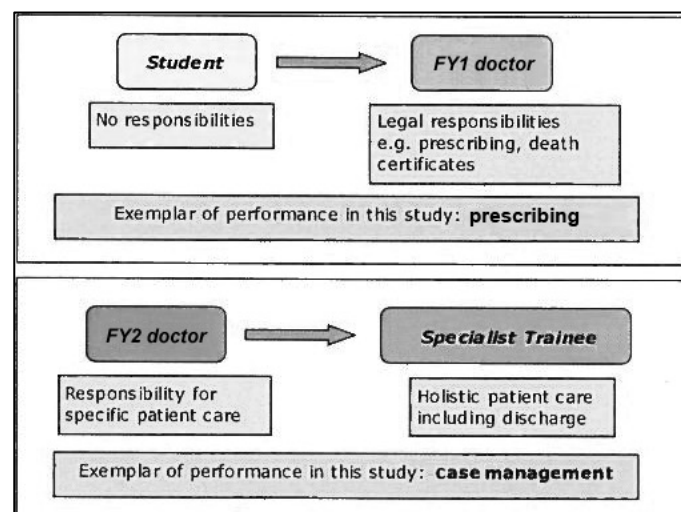 Student
FY1 doctor
No responsibilities
Legal responsibilities
e.g. prescribing, death
certificates
Exemplar of performance in this study: prescribing
FY2 doctor
Specialist Trainee
Responsibility for
specific patient care
Holistic patient care
including discharge
Exemplar of performance in this study: case management